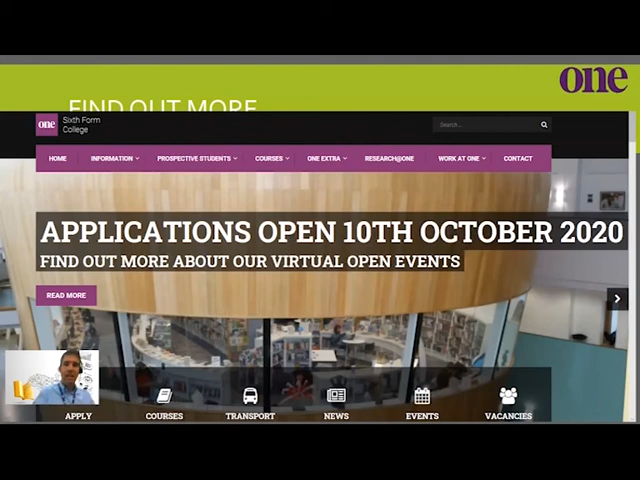 one
FIND OUT MORE
one
Sixth Form
College
Search...
HOME INFORMATION PROSPECTIVE STUDENTS COURSES ONE EXTRA RESEARCH@ONE WORK AT ONE CONTACT
APPLICATIONS OPEN 10TH OCTOBER 2020
FIND OUT MORE ABOUT OUR VIRTUAL OPEN EVENTS
READ MORE
APPLY COURSES TRANSPORT NEWS EVENTS VACANCIES